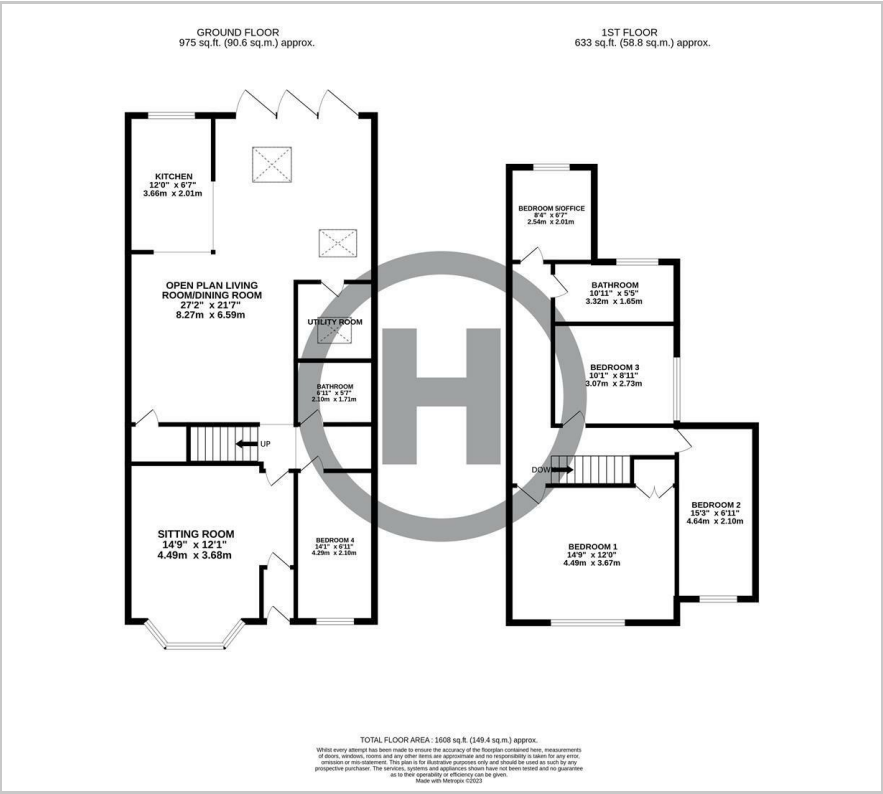 GROUND FLOOR
975 sq.ft. (90.6 sq.m.) approx.
KITCHEN
12'0" x 6'7"
3.66m x 2.01m
OPEN PLAN LIVING
ROOM/DINING ROOM
27'2" x 21'7"
8.27m x 6.59m
UTILITY ROOM
BATHROOM
6'11" x 5'7"
2.10m x 1.71m
UP
SITTING ROOM
14'9" x 12'1"
4.49m x 3.68m
BEDROOM 4
14'1" x 6'11"
4.29m x 2.10m
1ST FLOOR
633 sq.ft. (58.8 sq.m.) approx.
BEDROOM 5/OFFICE
8'4" x 6'7"
2.54m x 2.01m
BATHROOM
10'11" x 5'5"
3.32m x 1.65m
BEDROOM 3
10'1" x 8'11"
3.07m x 2.73m
DOW
BEDROOM 2
15'3" x 6'11"
4.64m x 2.10m
BEDROOM 1
14'9" x 12'0"
4.49m x 3.67m
H
TOTAL FLOOR AREA : 1608 sq.ft. (149.4 sq.m.) approx.
Whilst every attempt has been made to ensure the accuracy of the floorplan contained here, measurements
of doors, windows, rooms and any other items are approximate and no responsibility is taken for any error,
omission or mis-statement. This plan is for illustrative purposes only and should be used as such by any
prospective purchaser. The services, systems and appliances shown have not been tested and no guarantee
as to their operability or efficiency can be given.
Made with Metropix ©2023